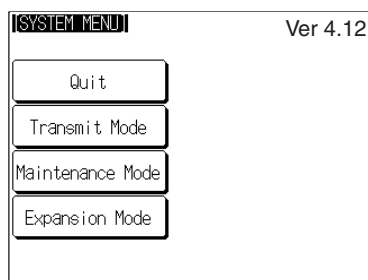 [SYSTEM MENU]
Ver 4.12
Quit
Transmit Mode
Maintenance Mode
Expansion Mode